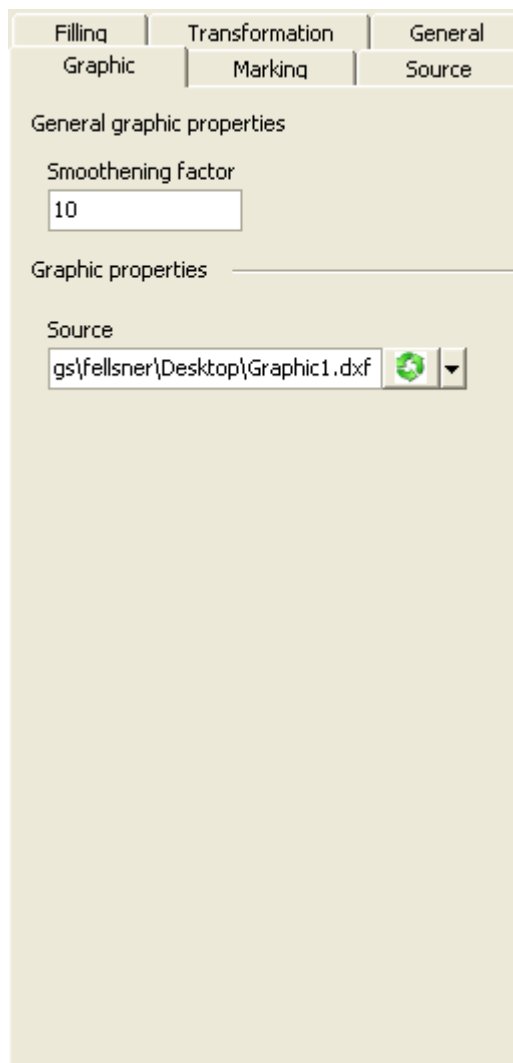 Filling Transformation General
Graphic Marking Source
General graphic properties
Smoothening factor
10
Graphic properties
Source
gs\fellsner\Desktop\Graphic1.dxf